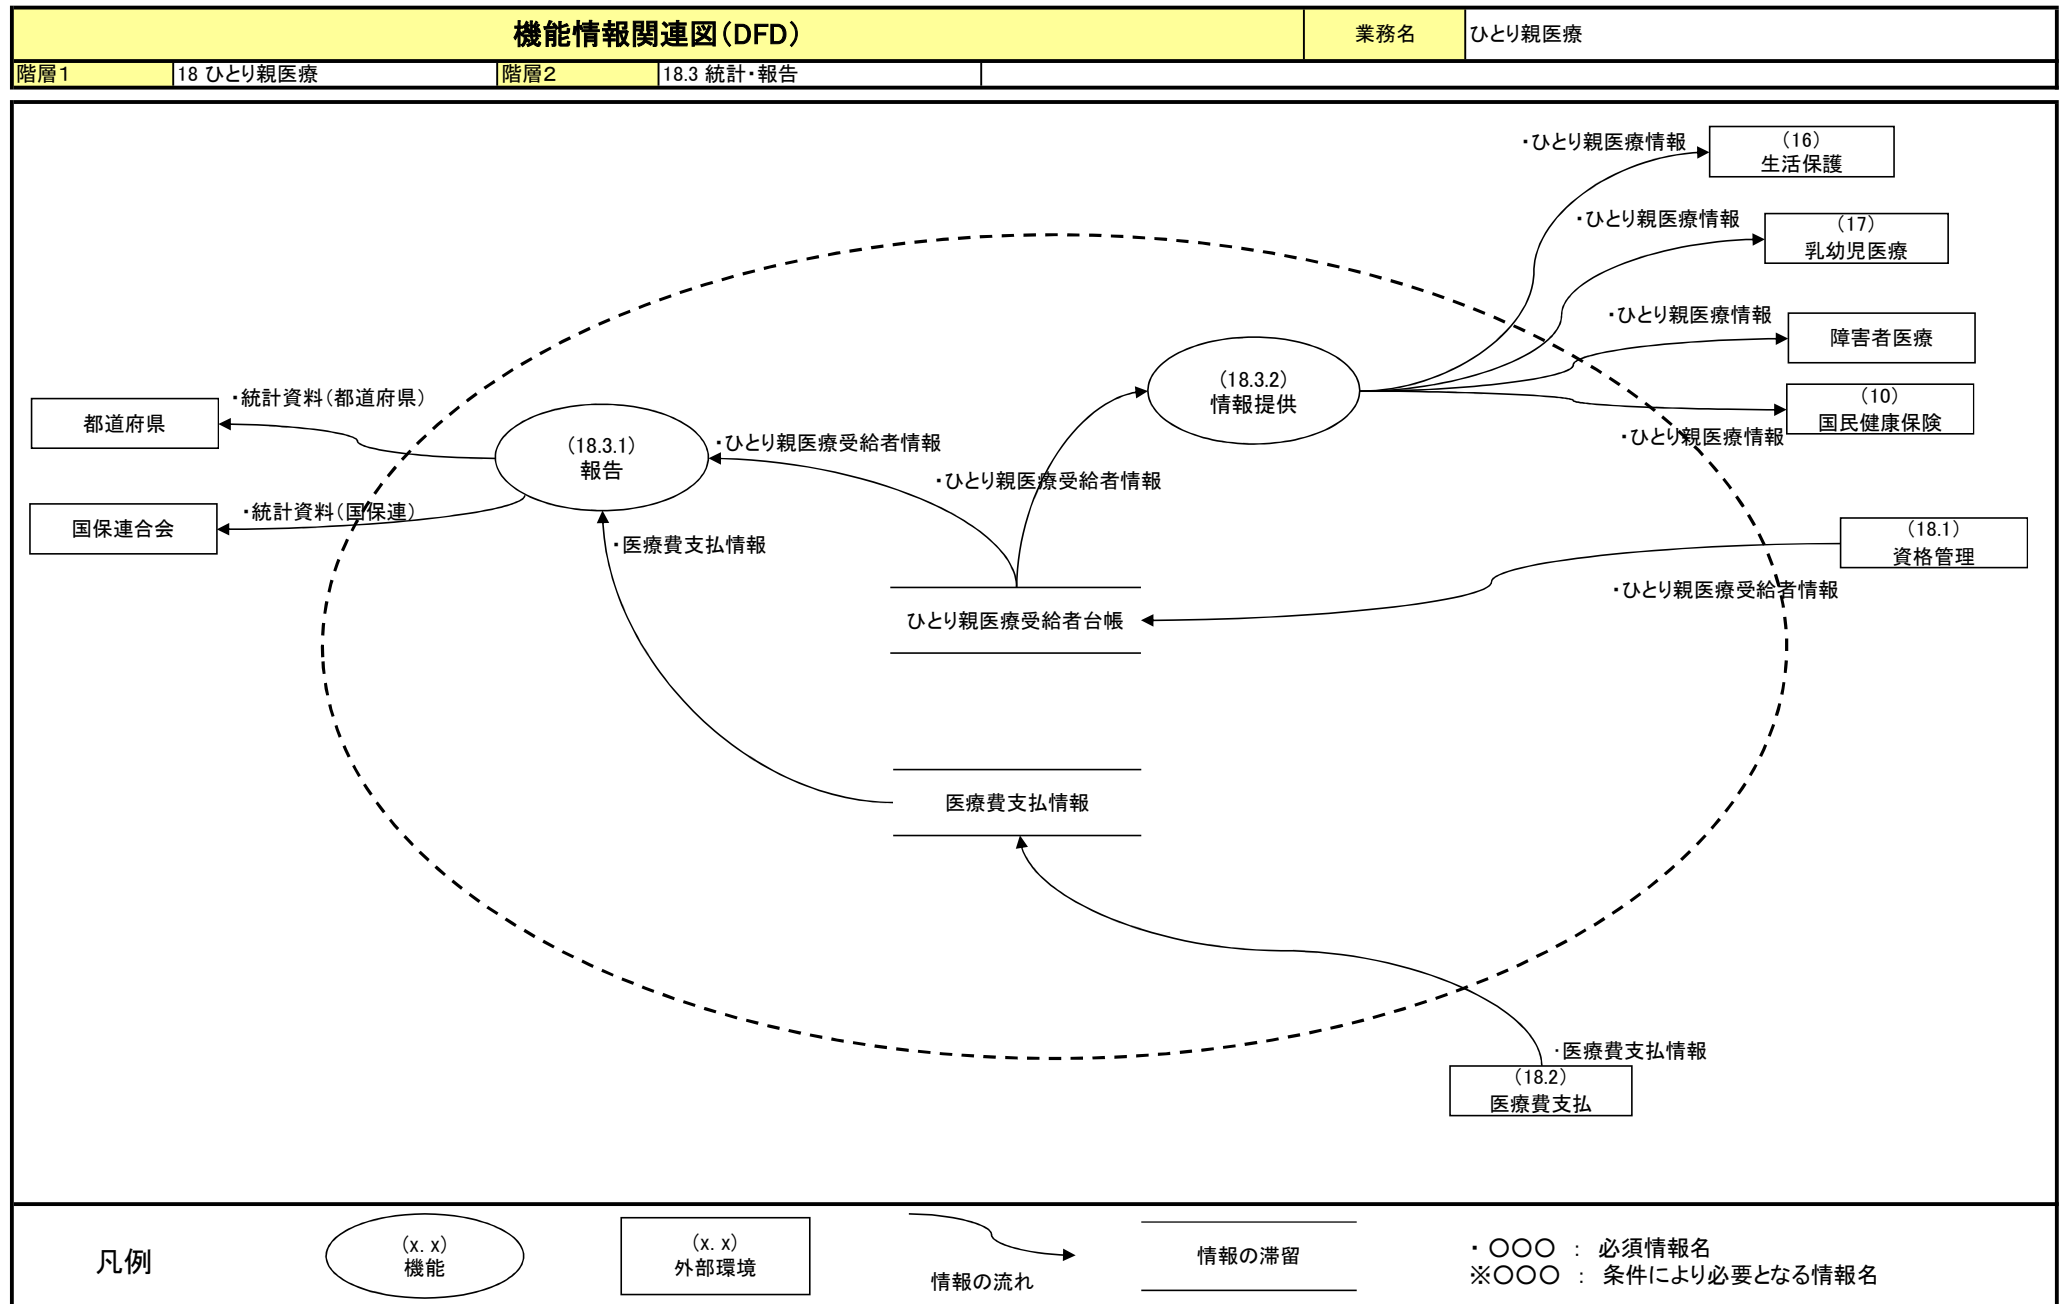 機能情報関連図(DFD)
業務名
ひとり親医療
階層1
18 ひとり親医療
階層2
18.3 統計・報告
・ひとり親医療情報
(16)
生活保護
・ひとり親医療情報
(17)
乳幼児医療
・ひとり親医療情報
障害者医療
(18.3.2)
情報提供
(10)
国民健康保険
・ひとり親医療情報
・統計資料(都道府県)
都道府県
(18.3.1)
報告
・ひとり親医療受給者情報
・ひとり親医療受給者情報
・統計資料(国保連)
国保連合会
・医療費支払情報
(18.1)
資格管理
・ひとり親医療受給者情報
ひとり親医療受給者台帳
医療費支払情報
・医療費支払情報
(18.2)
医療費支払
凡例
(x. x)
機能
(x. x)
外部環境
情報の流れ
情報の滞留
・ 〇〇〇 : 必須情報名
※〇〇〇 : 条件により必要となる情報名